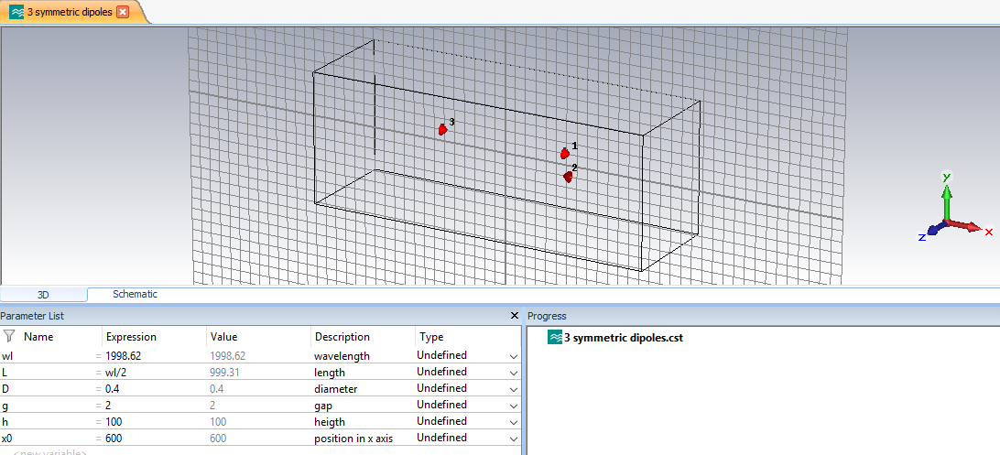 3 symmetric dipoles
3
1
2
y
x
z
3D Schematic
Parameter List
Progress
Name Expression Value Description Type
3 symmetric dipoles.cst
wl = 1998.62 1998.62 wavelength Undefined
L = wl/2 999.31 length Undefined
D = 0.4 0.4 diameter Undefined
g = 2 2 gap Undefined
h = 100 100 heigth Undefined
x0 = 600 600 position in x axis Undefined
<new variable>